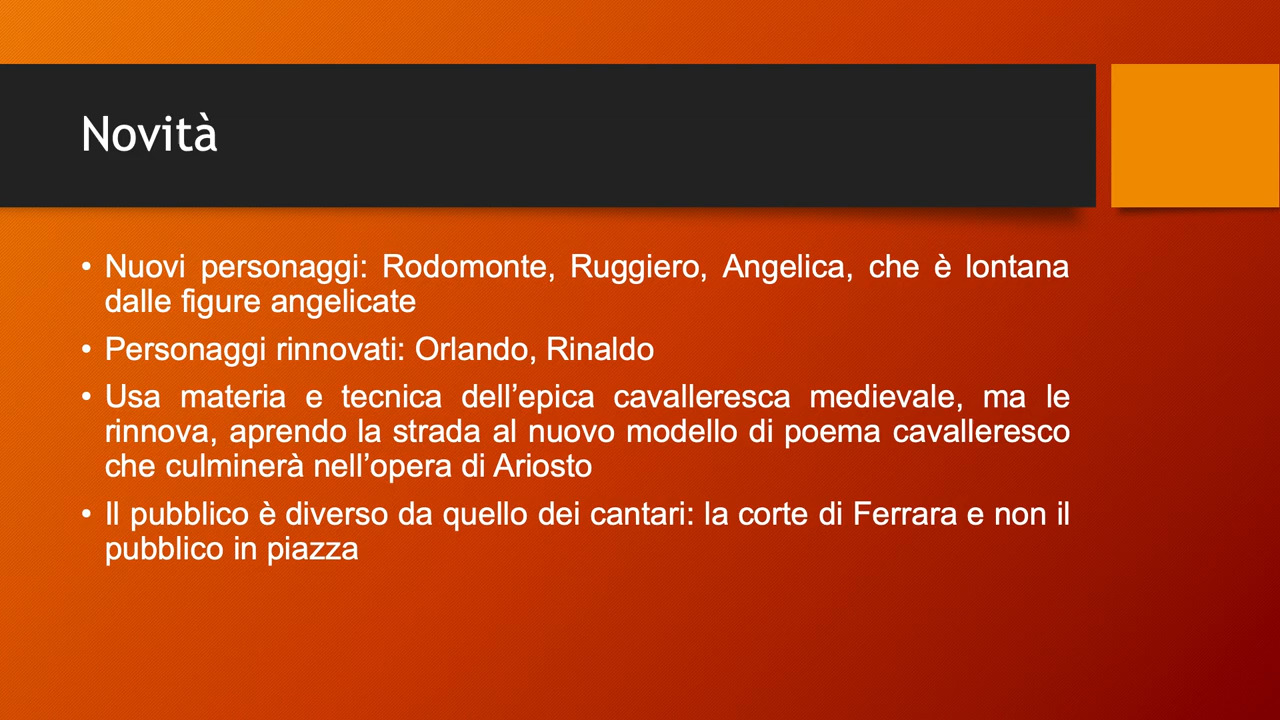 Novità
• Nuovi personaggi: Rodomonte, Ruggiero, Angelica, che è lontana
dalle figure angelicate
• Personaggi rinnovati: Orlando, Rinaldo
• Usa materia e tecnica dell’epica cavalleresca medievale, ma le
rinnova, aprendo la strada al nuovo modello di poema cavalleresco
che culminerà nell’opera di Ariosto
• Il pubblico è diverso da quello dei cantari: la corte di Ferrara e non il
pubblico in piazza